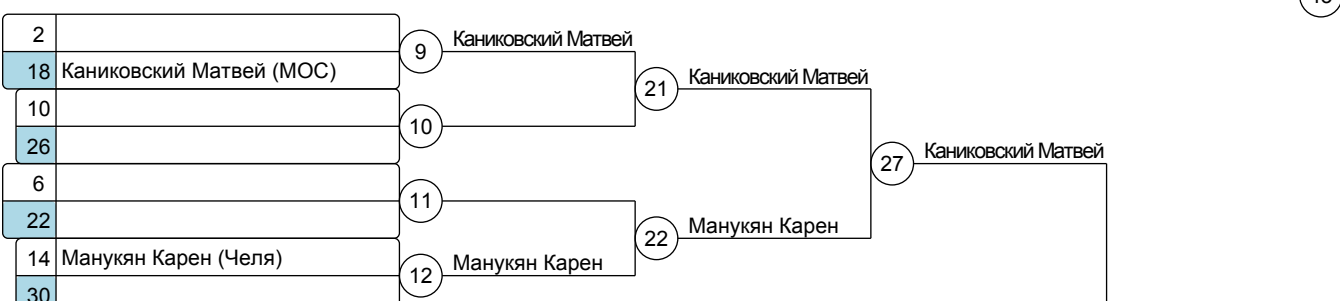 2
9 Каниковский Матвей
18 Каниковский Матвей (МОС)
21 Каниковский Матвей
10
10
26
27 Каниковский Матвей
6
11
22
22 Манукян Карен
14 Манукян Карен (Челя)
12 Манукян Карен
30